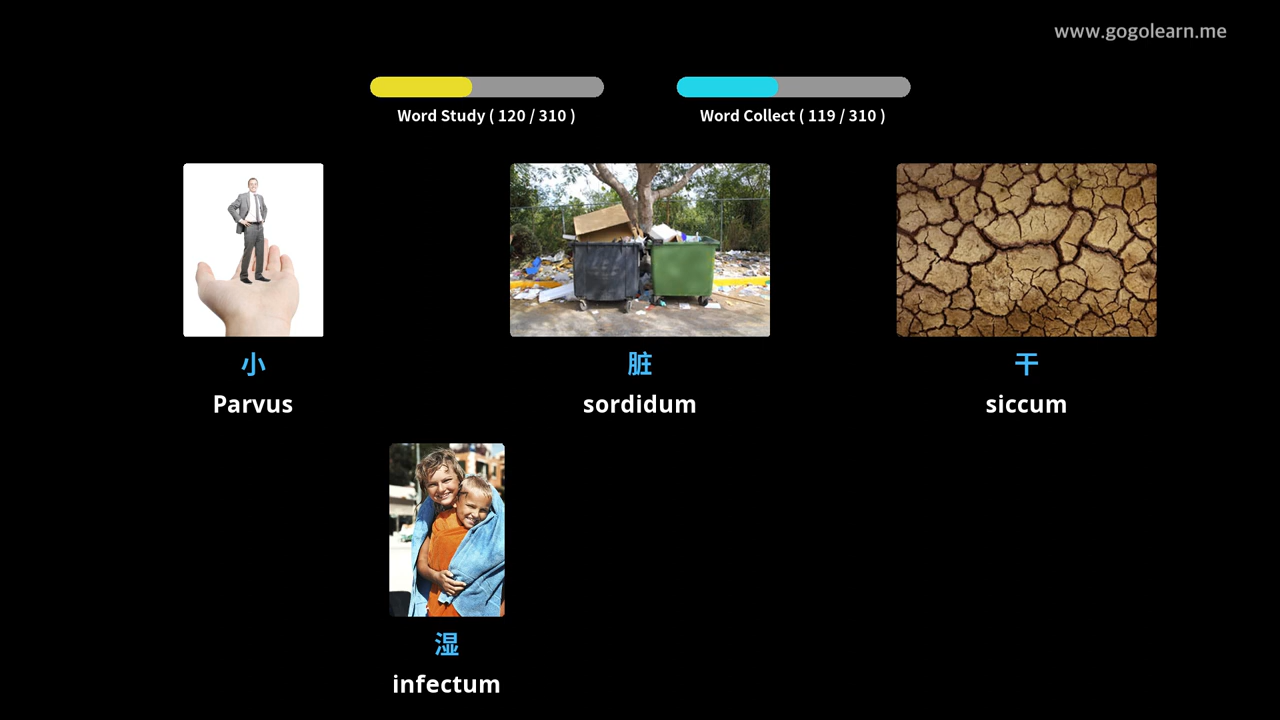 www.gogolearn.me
Word Study ( 120 / 310 )
Word Collect ( 119 / 310 )
小
Parvus
脏
sordidum
干
siccum
湿
infectum